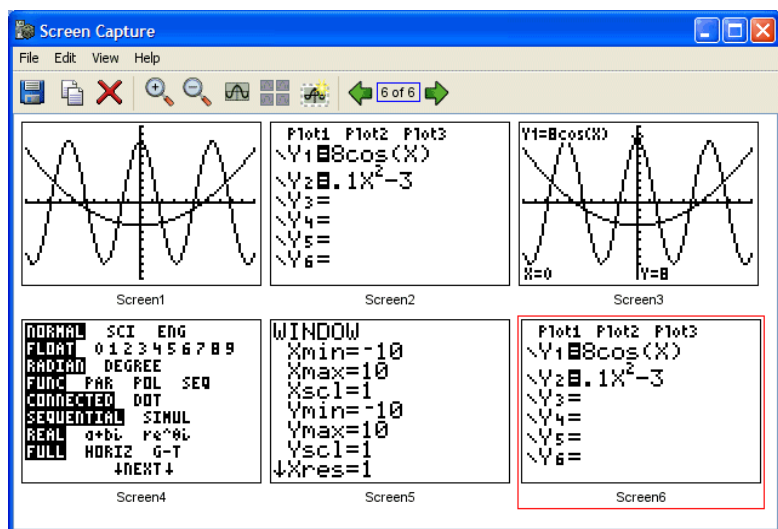 Screen Capture
File Edit View Help
6 of 6
Screen1
Plot1 Plot2 Plot3
\Y1=8cos(X)
\Y2=.1X²-3
\Y3=
\Y4=
\Y5=
\Y6=
Screen2
Y1=8cos(X)
X=0 Y=8
Screen3
NORMAL SCI ENG
FLOAT 0 1 2 3 4 5 6 7 8 9
RADIAN DEGREE
FUNC PAR POL SEQ
CONNECTED DOT
SEQUENTIAL SIMUL
REAL a+bi re^θi
FULL HORIZ G-T
↓NEXT↓
Screen4
WINDOW
Xmin=-10
Xmax=10
Xscl=1
Ymin=-10
Ymax=10
Yscl=1
↓Xres=1
Screen5
Plot1 Plot2 Plot3
\Y1=8cos(X)
\Y2=.1X²-3
\Y3=
\Y4=
\Y5=
\Y6=
Screen6